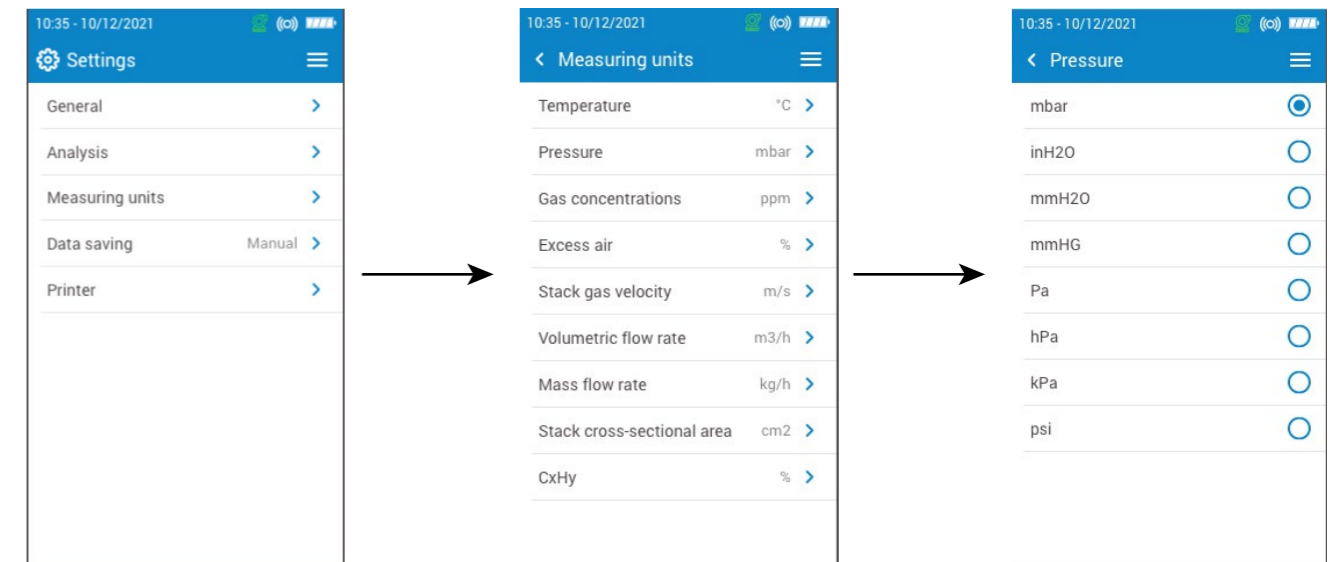 10:35 - 10/12/2021
Settings
General
Analysis
Measuring units
Data saving Manual
Printer
10:35 - 10/12/2021
Measuring units
Temperature °C
Pressure mbar
Gas concentrations ppm
Excess air %
Stack gas velocity m/s
Volumetric flow rate m3/h
Mass flow rate kg/h
Stack cross-sectional area cm2
CxHy %
10:35 - 10/12/2021
Pressure
mbar
inH2O
mmH2O
mmHG
Pa
hPa
kPa
psi